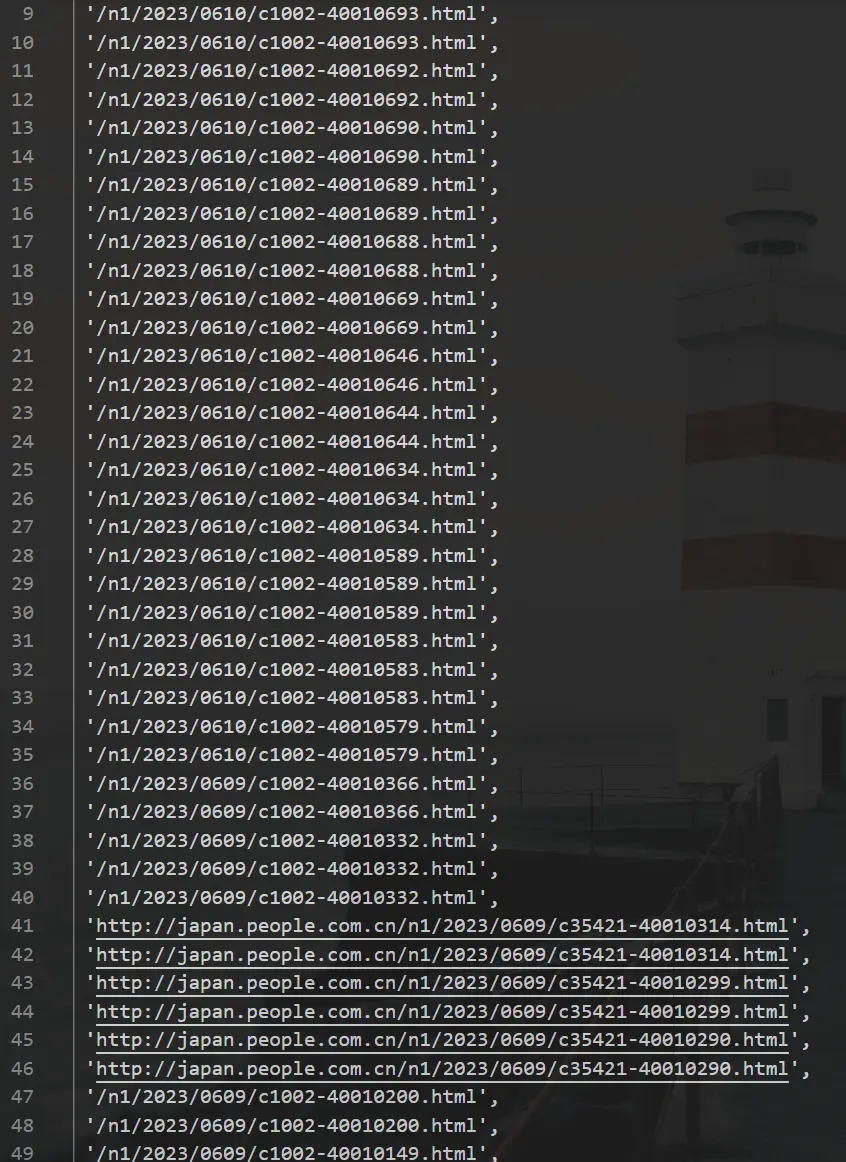 9 '/n1/2023/0610/c1002-40010693.html',
10 '/n1/2023/0610/c1002-40010693.html',
11 '/n1/2023/0610/c1002-40010692.html',
12 '/n1/2023/0610/c1002-40010692.html',
13 '/n1/2023/0610/c1002-40010690.html',
14 '/n1/2023/0610/c1002-40010690.html',
15 '/n1/2023/0610/c1002-40010689.html',
16 '/n1/2023/0610/c1002-40010689.html',
17 '/n1/2023/0610/c1002-40010688.html',
18 '/n1/2023/0610/c1002-40010688.html',
19 '/n1/2023/0610/c1002-40010669.html',
20 '/n1/2023/0610/c1002-40010669.html',
21 '/n1/2023/0610/c1002-40010646.html',
22 '/n1/2023/0610/c1002-40010646.html',
23 '/n1/2023/0610/c1002-40010644.html',
24 '/n1/2023/0610/c1002-40010644.html',
25 '/n1/2023/0610/c1002-40010634.html',
26 '/n1/2023/0610/c1002-40010634.html',
27 '/n1/2023/0610/c1002-40010634.html',
28 '/n1/2023/0610/c1002-40010589.html',
29 '/n1/2023/0610/c1002-40010589.html',
30 '/n1/2023/0610/c1002-40010589.html',
31 '/n1/2023/0610/c1002-40010583.html',
32 '/n1/2023/0610/c1002-40010583.html',
33 '/n1/2023/0610/c1002-40010583.html',
34 '/n1/2023/0610/c1002-40010579.html',
35 '/n1/2023/0610/c1002-40010579.html',
36 '/n1/2023/0609/c1002-40010366.html',
37 '/n1/2023/0609/c1002-40010366.html',
38 '/n1/2023/0609/c1002-40010332.html',
39 '/n1/2023/0609/c1002-40010332.html',
40 '/n1/2023/0609/c1002-40010332.html',
41 'http://japan.people.com.cn/n1/2023/0609/c35421-40010314.html',
42 'http://japan.people.com.cn/n1/2023/0609/c35421-40010314.html',
43 'http://japan.people.com.cn/n1/2023/0609/c35421-40010299.html',
44 'http://japan.people.com.cn/n1/2023/0609/c35421-40010299.html',
45 'http://japan.people.com.cn/n1/2023/0609/c35421-40010290.html',
46 'http://japan.people.com.cn/n1/2023/0609/c35421-40010290.html',
47 '/n1/2023/0609/c1002-40010200.html',
48 '/n1/2023/0609/c1002-40010200.html',
49 '/n1/2023/0609/c1002-40010149.html',